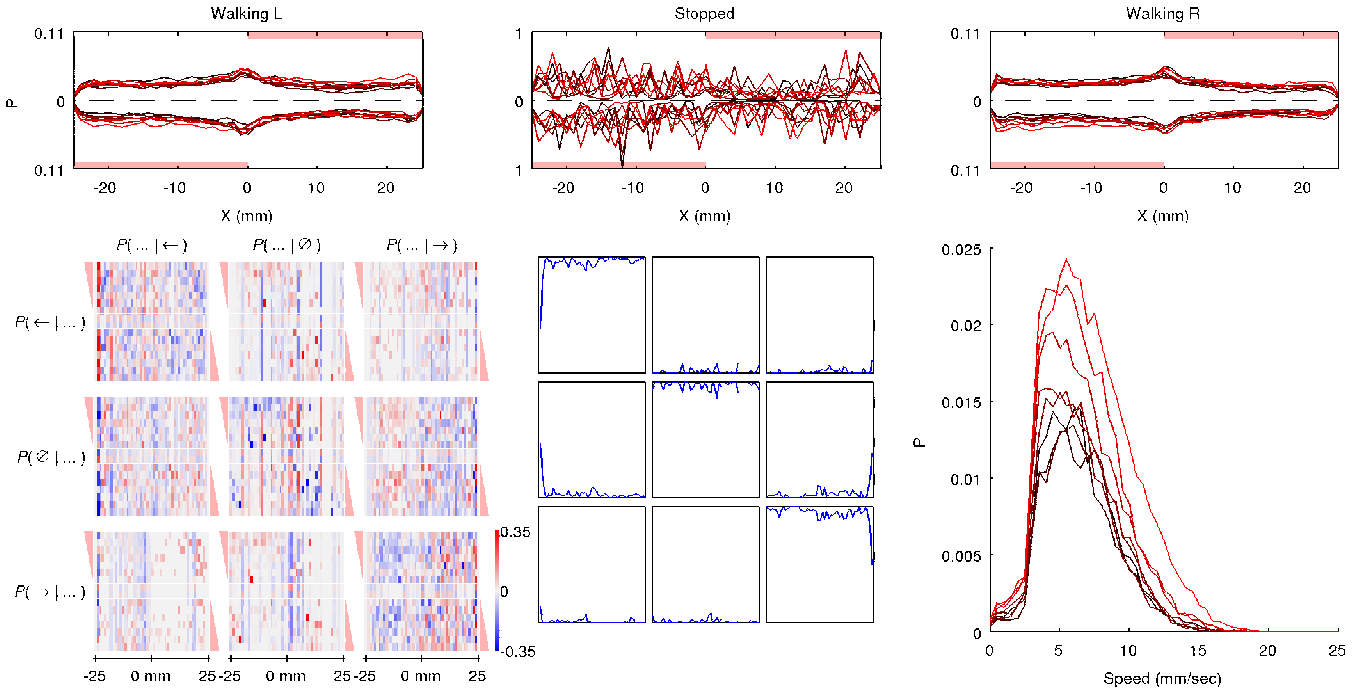 Walking L
Stopped
Walking R
0.11
P
0
0.11
-20
-10
0
10
20
X (mm)
1
0
1
-20
-10
0
10
20
X (mm)
0.11
0
0.11
-20
-10
0
10
20
X (mm)
P( ... | ← )
P( ... | ∅ )
P( ... | → )
P( ← | ... )
P( ∅ | ... )
P( → | ... )
-25
0 mm
25
-25
0 mm
25
-25
0 mm
25
0.35
0
-0.35
0.025
0.02
0.015
0.01
0.005
0
P
0
5
10
15
20
25
Speed (mm/sec)